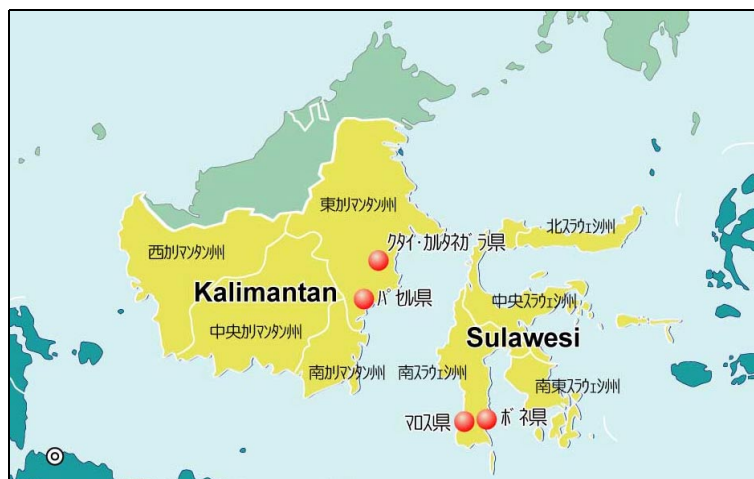 東カリマンタン州
北スラウェシ州
クタイ・カルタネガラ県
西カリマンタン州
Kalimantan
パセル県
中央スラウェシ州
中央カリマンタン州
Sulawesi
南カリマンタン州
南スラウェシ州
南東スラウェシ州
マロス県
ボネ県